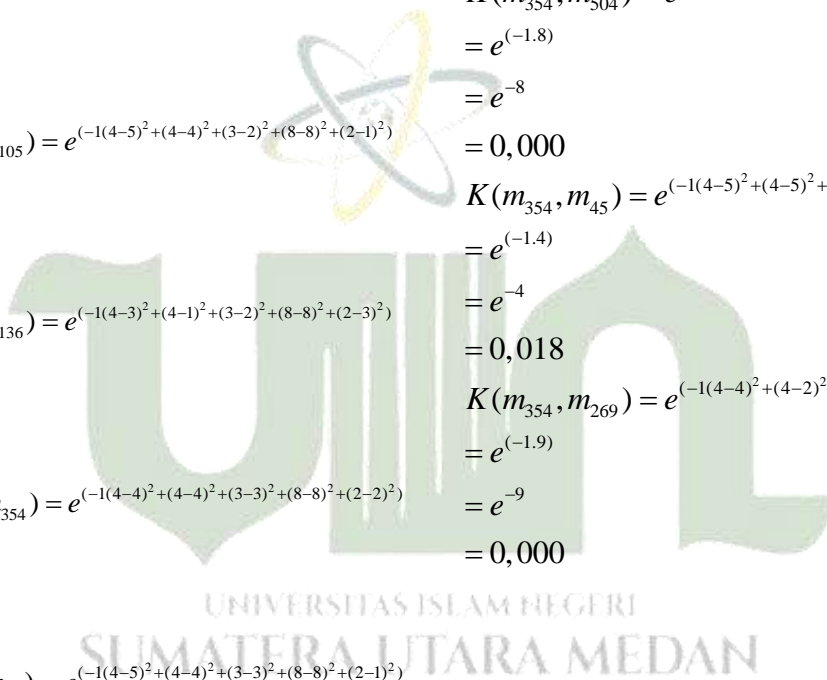 ₁₀₅) = e^(−1(4−5)²+(4−4)²+(3−2)²+(8−8)²+(2−1)²)
₁₃₆) = e^(−1(4−3)²+(4−1)²+(3−2)²+(8−8)²+(2−3)²)
₃₅₄) = e^(−1(4−4)²+(4−4)²+(3−3)²+(8−8)²+(2−2)²)
(−1(4−5)²+(4−4)²+(3−3)²+(8−8)²+(2−1)²)
= e^(−1.8)
= e^−8
= 0,000
K(m₃₅₄, m₄₅) = e^(−1(4−5)²+(4−5)²+
= e^(−1.4)
= e^−4
= 0,018
K(m₃₅₄, m₂₆₉) = e^(−1(4−4)²+(4−2)²
= e^(−1.9)
= e^−9
= 0,000
UNIVERSITAS ISLAM NEGERI
SUMATERA UTARA MEDAN